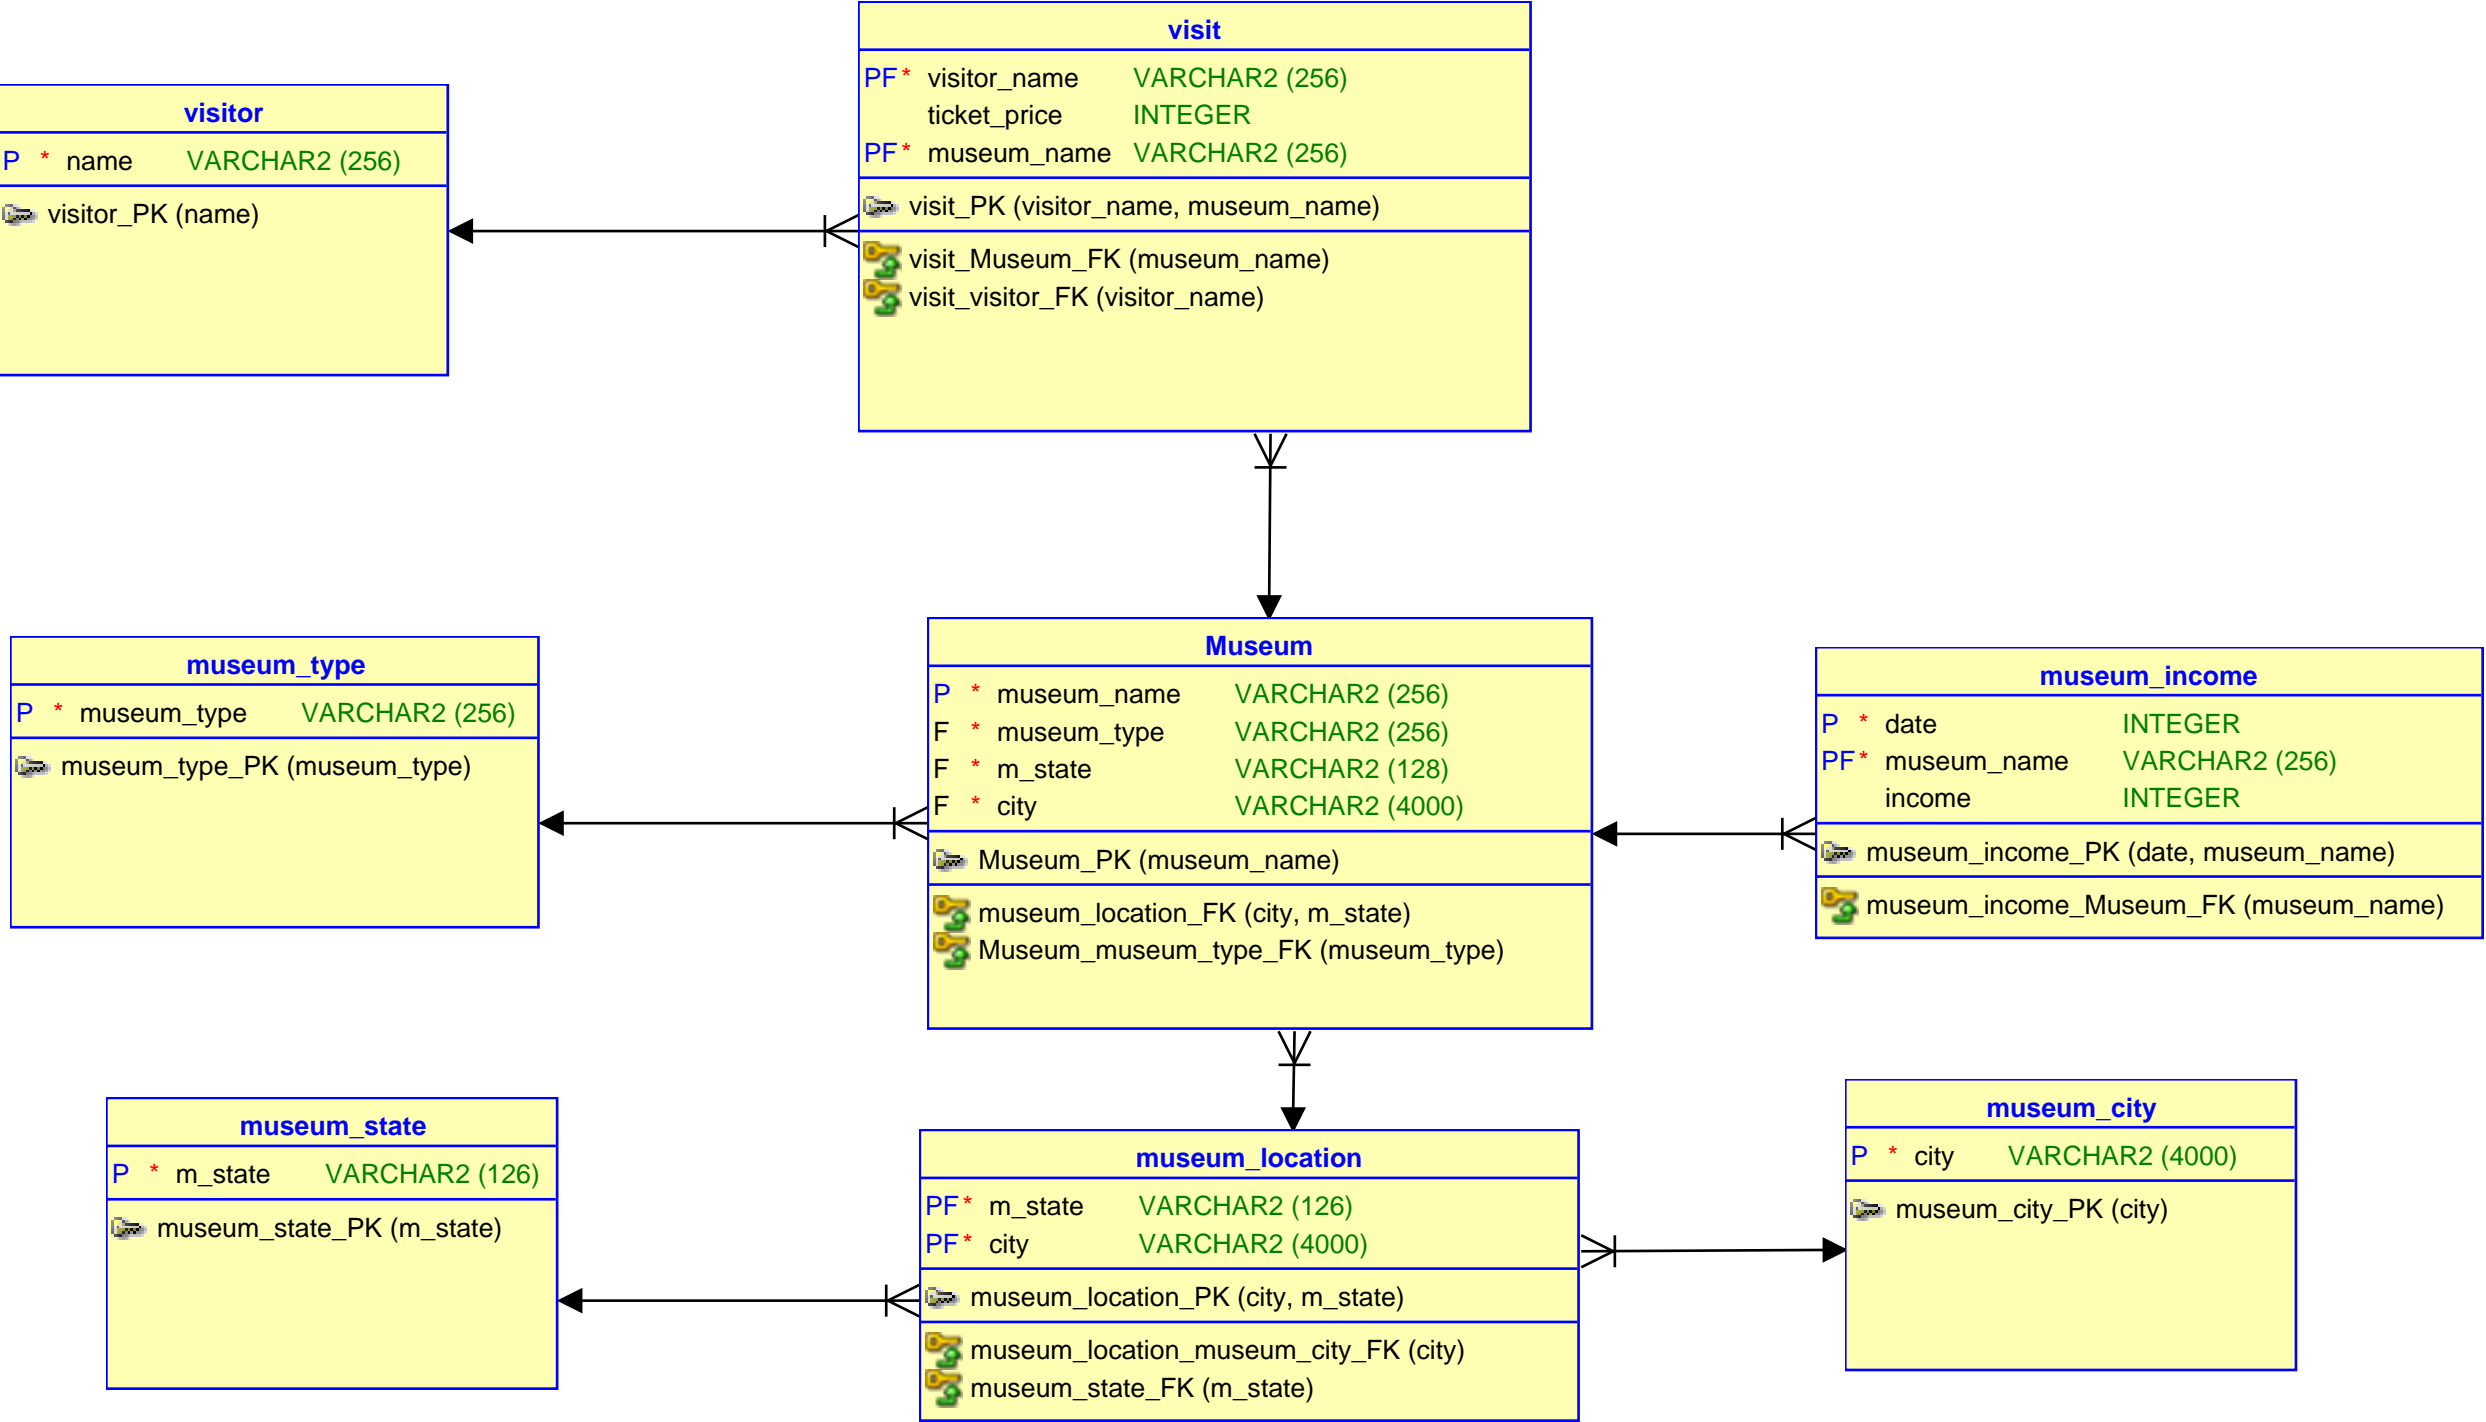 visit
PF* visitor_name VARCHAR2 (256)
ticket_price INTEGER
PF* museum_name VARCHAR2 (256)
visit_PK (visitor_name, museum_name)
visit_Museum_FK (museum_name)
visit_visitor_FK (visitor_name)
visitor
P * name VARCHAR2 (256)
visitor_PK (name)
museum_type
P * museum_type VARCHAR2 (256)
museum_type_PK (museum_type)
Museum
P * museum_name VARCHAR2 (256)
F * museum_type VARCHAR2 (256)
F * m_state VARCHAR2 (128)
F * city VARCHAR2 (4000)
Museum_PK (museum_name)
museum_location_FK (city, m_state)
Museum_museum_type_FK (museum_type)
museum_income
P * date INTEGER
PF* museum_name VARCHAR2 (256)
income INTEGER
museum_income_PK (date, museum_name)
museum_income_Museum_FK (museum_name)
museum_state
P * m_state VARCHAR2 (126)
museum_state_PK (m_state)
museum_location
PF* m_state VARCHAR2 (126)
PF* city VARCHAR2 (4000)
museum_location_PK (city, m_state)
museum_location_museum_city_FK (city)
museum_state_FK (m_state)
museum_city
P * city VARCHAR2 (4000)
museum_city_PK (city)